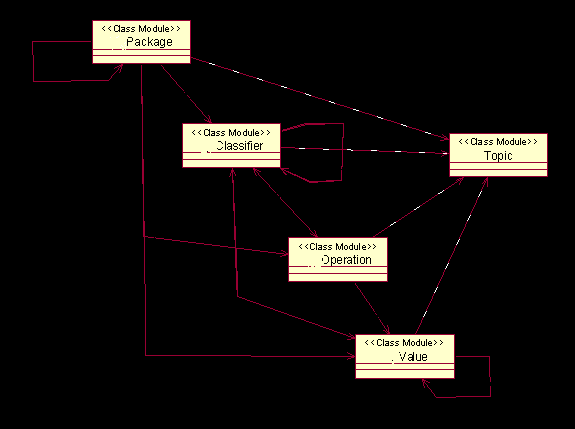 <<Class Module>>
Package
<<Class Module>>
Classifier
<<Class Module>>
Topic
<<Class Module>>
Operation
<<Class Module>>
Value